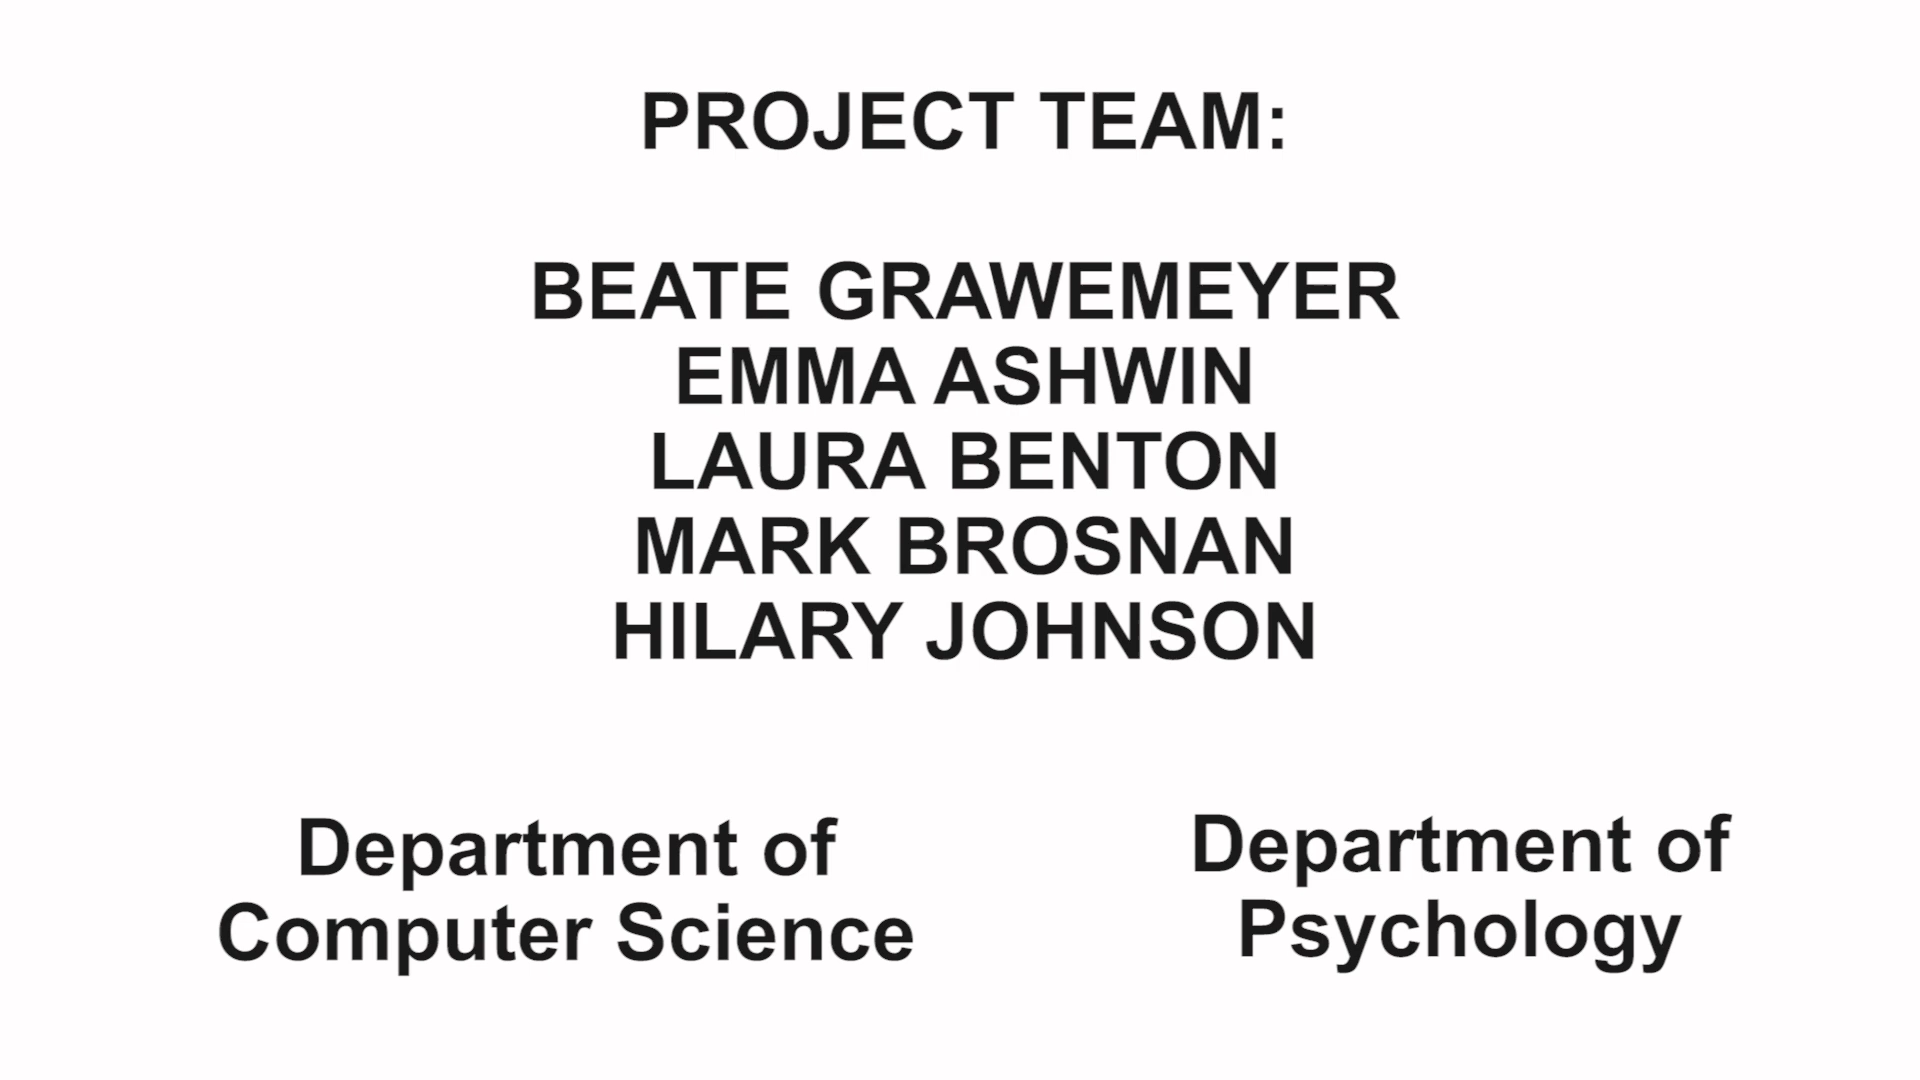 PROJECT TEAM:
BEATE GRAWEMEYER
EMMA ASHWIN
LAURA BENTON
MARK BROSNAN
HILARY JOHNSON
Department of
Computer Science
Department of
Psychology